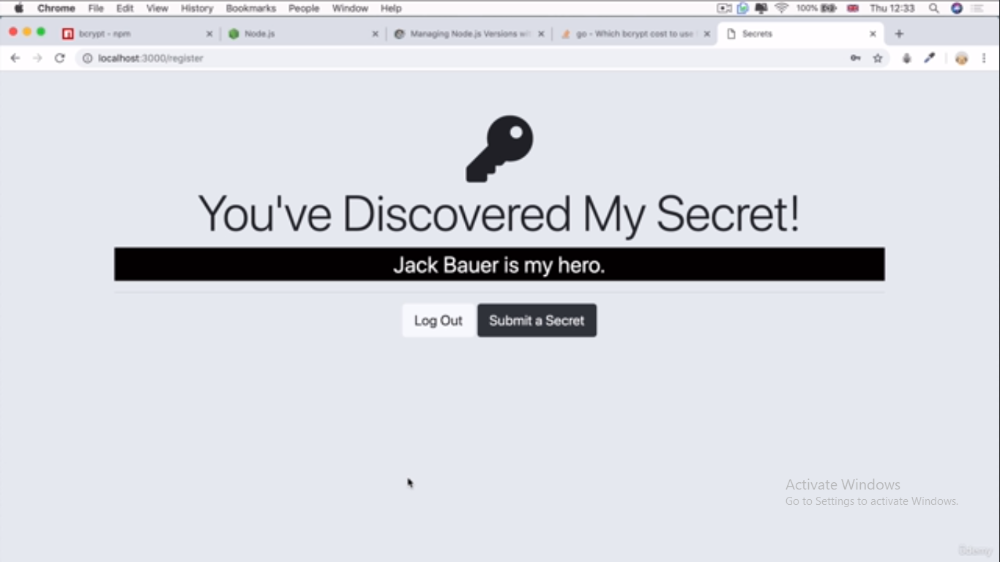 Chrome File Edit View History Bookmarks People Window Help 100% Thu 12:33
bcrypt - npm Node.js Managing Node.js Versions wit go - Which bcrypt cost to use Secrets
localhost:3000/register
You've Discovered My Secret!
Jack Bauer is my hero.
Log Out Submit a Secret
Activate Windows
Go to Settings to activate Windows.
Udemy